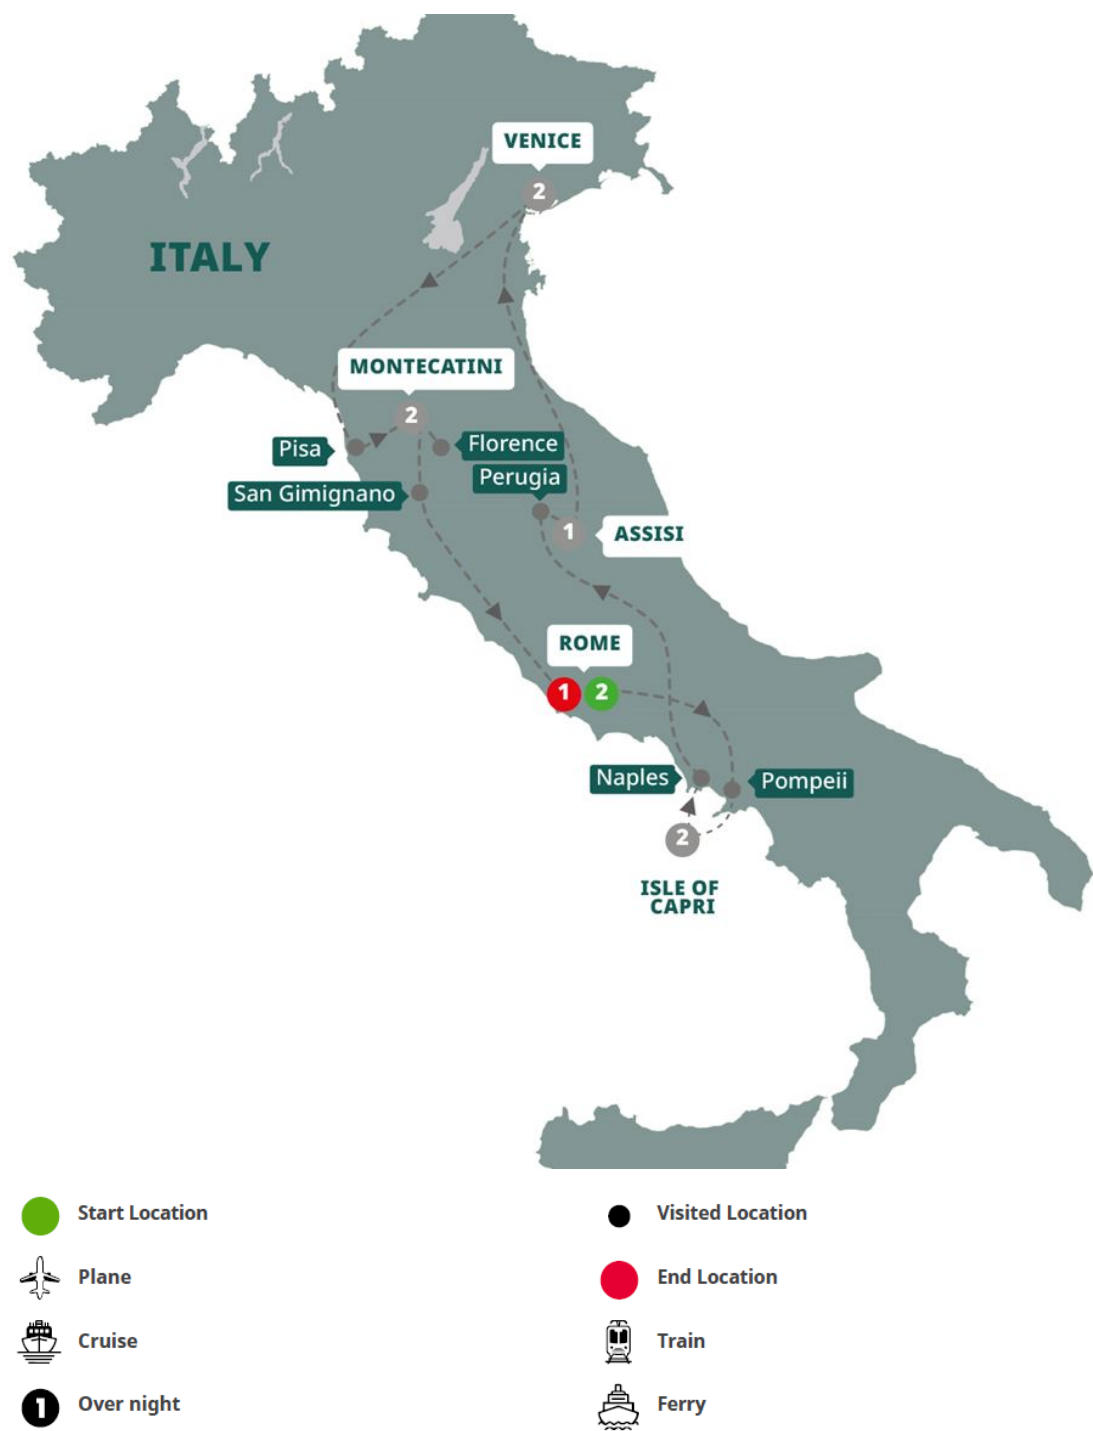 VENICE
2
ITALY
MONTECATINI
2
Pisa
Florence
Perugia
San Gimignano
1
ASSISI
ROME
1
2
Naples
Pompeii
2
ISLE OF
CAPRI
Start Location
Visited Location
Plane
End Location
Cruise
Train
1
Over night
Ferry